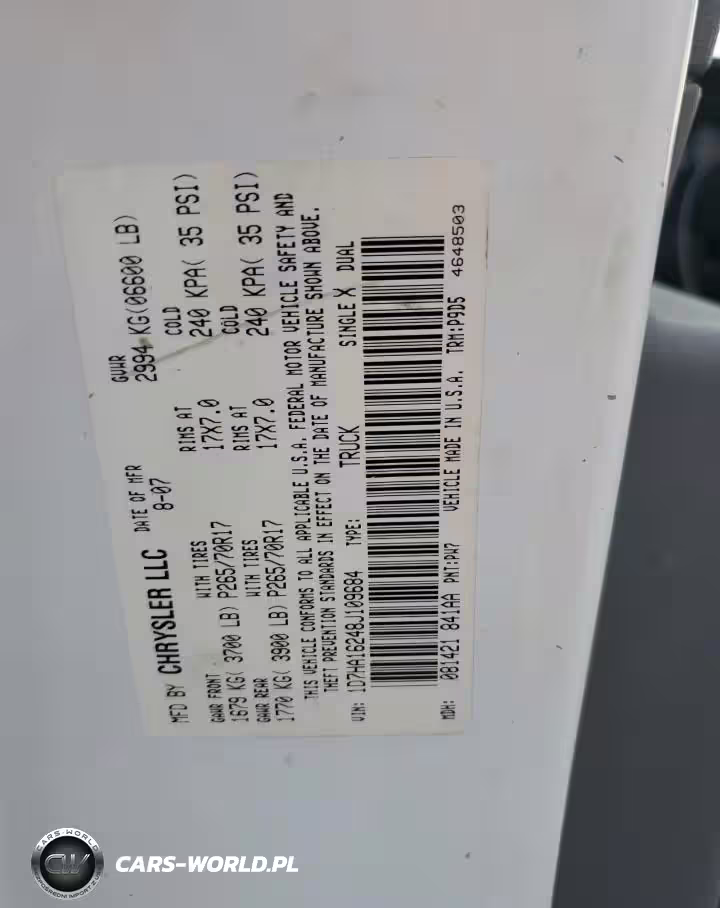 MFD BY CHRYSLER LLC DATE OF MFR 8-07 GVWR 2994 KG(06600 LB)
GAWR FRONT WITH TIRES RIMS AT COLD
1679 KG( 3700 LB) P265/70R17 17X7.0 240 KPA( 35 PSI)
GAWR REAR WITH TIRES RIMS AT COLD
1770 KG( 3900 LB) P265/70R17 17X7.0 240 KPA( 35 PSI)
THIS VEHICLE CONFORMS TO ALL APPLICABLE U.S.A. FEDERAL MOTOR VEHICLE SAFETY AND
THEFT PREVENTION STANDARDS IN EFFECT ON THE DATE OF MANUFACTURE SHOWN ABOVE.
VIN: 1D7HA16248J109684 TYPE: TRUCK SINGLE X DUAL
MDH: 081421 841AA PNT:PW7 VEHICLE MADE IN U.S.A. TRM:P9D5 4648503
CARS-WORLD
CW
CARS-WORLD.PL